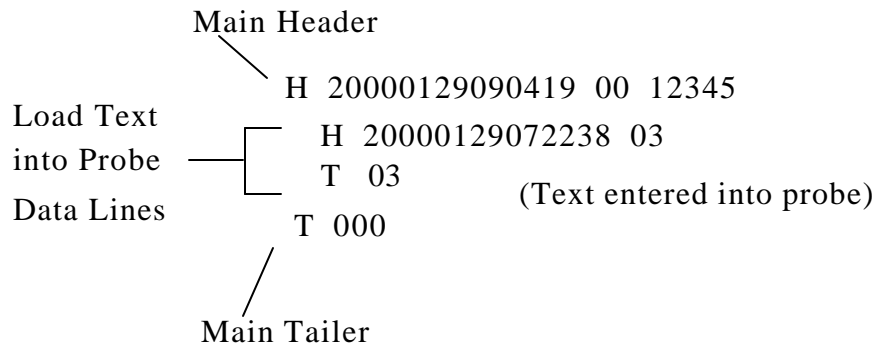 Main Header
H 20000129090419 00 12345
Load Text
into Probe
Data Lines
H 20000129072238 03
T 03
(Text entered into probe)
T 000
Main Tailer